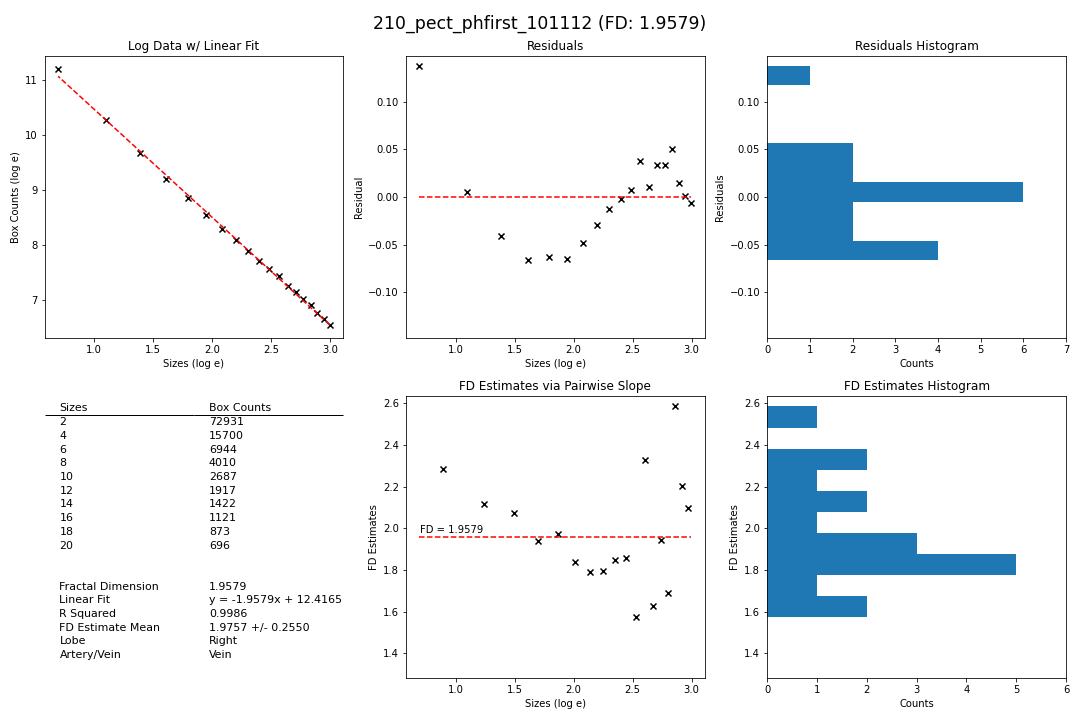 210_pect_phfirst_101112 (FD: 1.9579)
Log Data w/ Linear Fit
Box Counts (log e)
11
10
9
8
7
1.0 1.5 2.0 2.5 3.0
Sizes (log e)
Residuals
Residual
0.10
0.05
0.00
−0.05
−0.10
1.0 1.5 2.0 2.5 3.0
Sizes (log e)
Residuals Histogram
Residuals
0.10
0.05
0.00
−0.05
−0.10
0 1 2 3 4 5 6 7
Counts
Sizes Box Counts
2 72931
4 15700
6 6944
8 4010
10 2687
12 1917
14 1422
16 1121
18 873
20 696
Fractal Dimension 1.9579
Linear Fit y = -1.9579x + 12.4165
R Squared 0.9986
FD Estimate Mean 1.9757 +/- 0.2550
Lobe Right
Artery/Vein Vein
FD Estimates via Pairwise Slope
FD Estimates
2.6
2.4
2.2
2.0
1.8
1.6
1.4
FD = 1.9579
1.0 1.5 2.0 2.5 3.0
Sizes (log e)
FD Estimates Histogram
FD Estimates
2.6
2.4
2.2
2.0
1.8
1.6
1.4
0 1 2 3 4 5 6
Counts